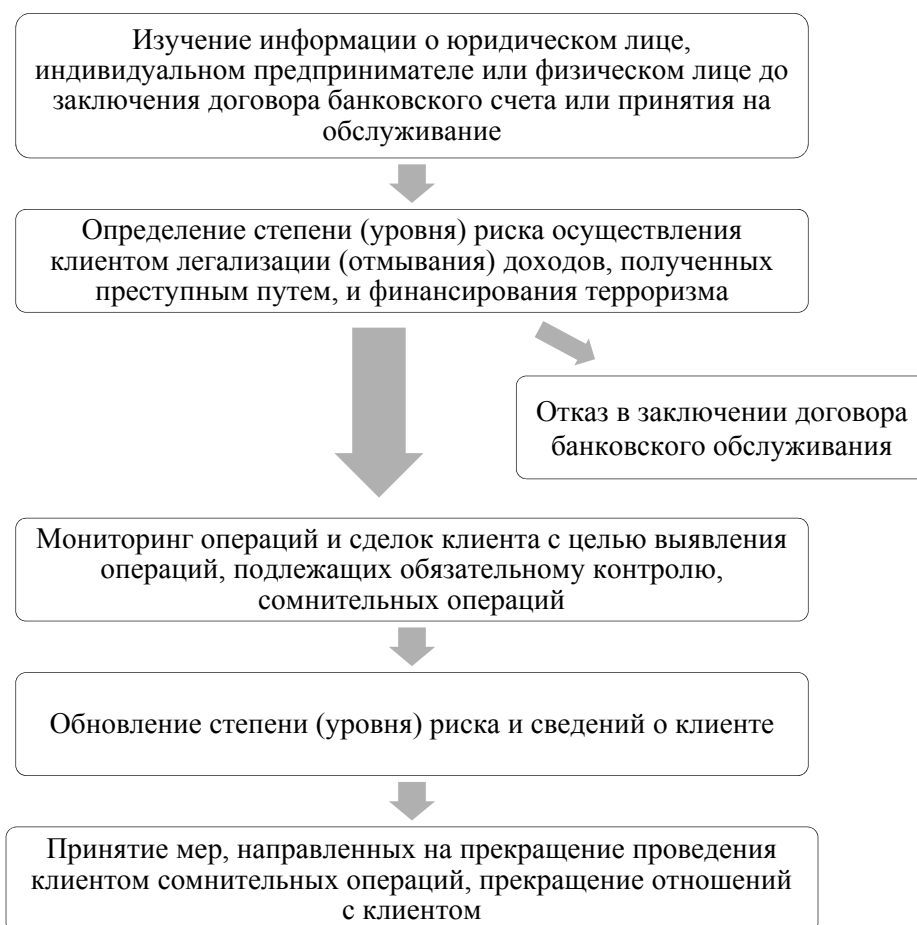 Изучение информации о юридическом лице,
индивидуальном предпринимателе или физическом лице до
заключения договора банковского счета или принятия на
обслуживание
Определение степени (уровня) риска осуществления
клиентом легализации (отмывания) доходов, полученных
преступным путем, и финансирования терроризма
Отказ в заключении договора
банковского обслуживания
Мониторинг операций и сделок клиента с целью выявления
операций, подлежащих обязательному контролю,
сомнительных операций
Обновление степени (уровня) риска и сведений о клиенте
Принятие мер, направленных на прекращение проведения
клиентом сомнительных операций, прекращение отношений
с клиентом